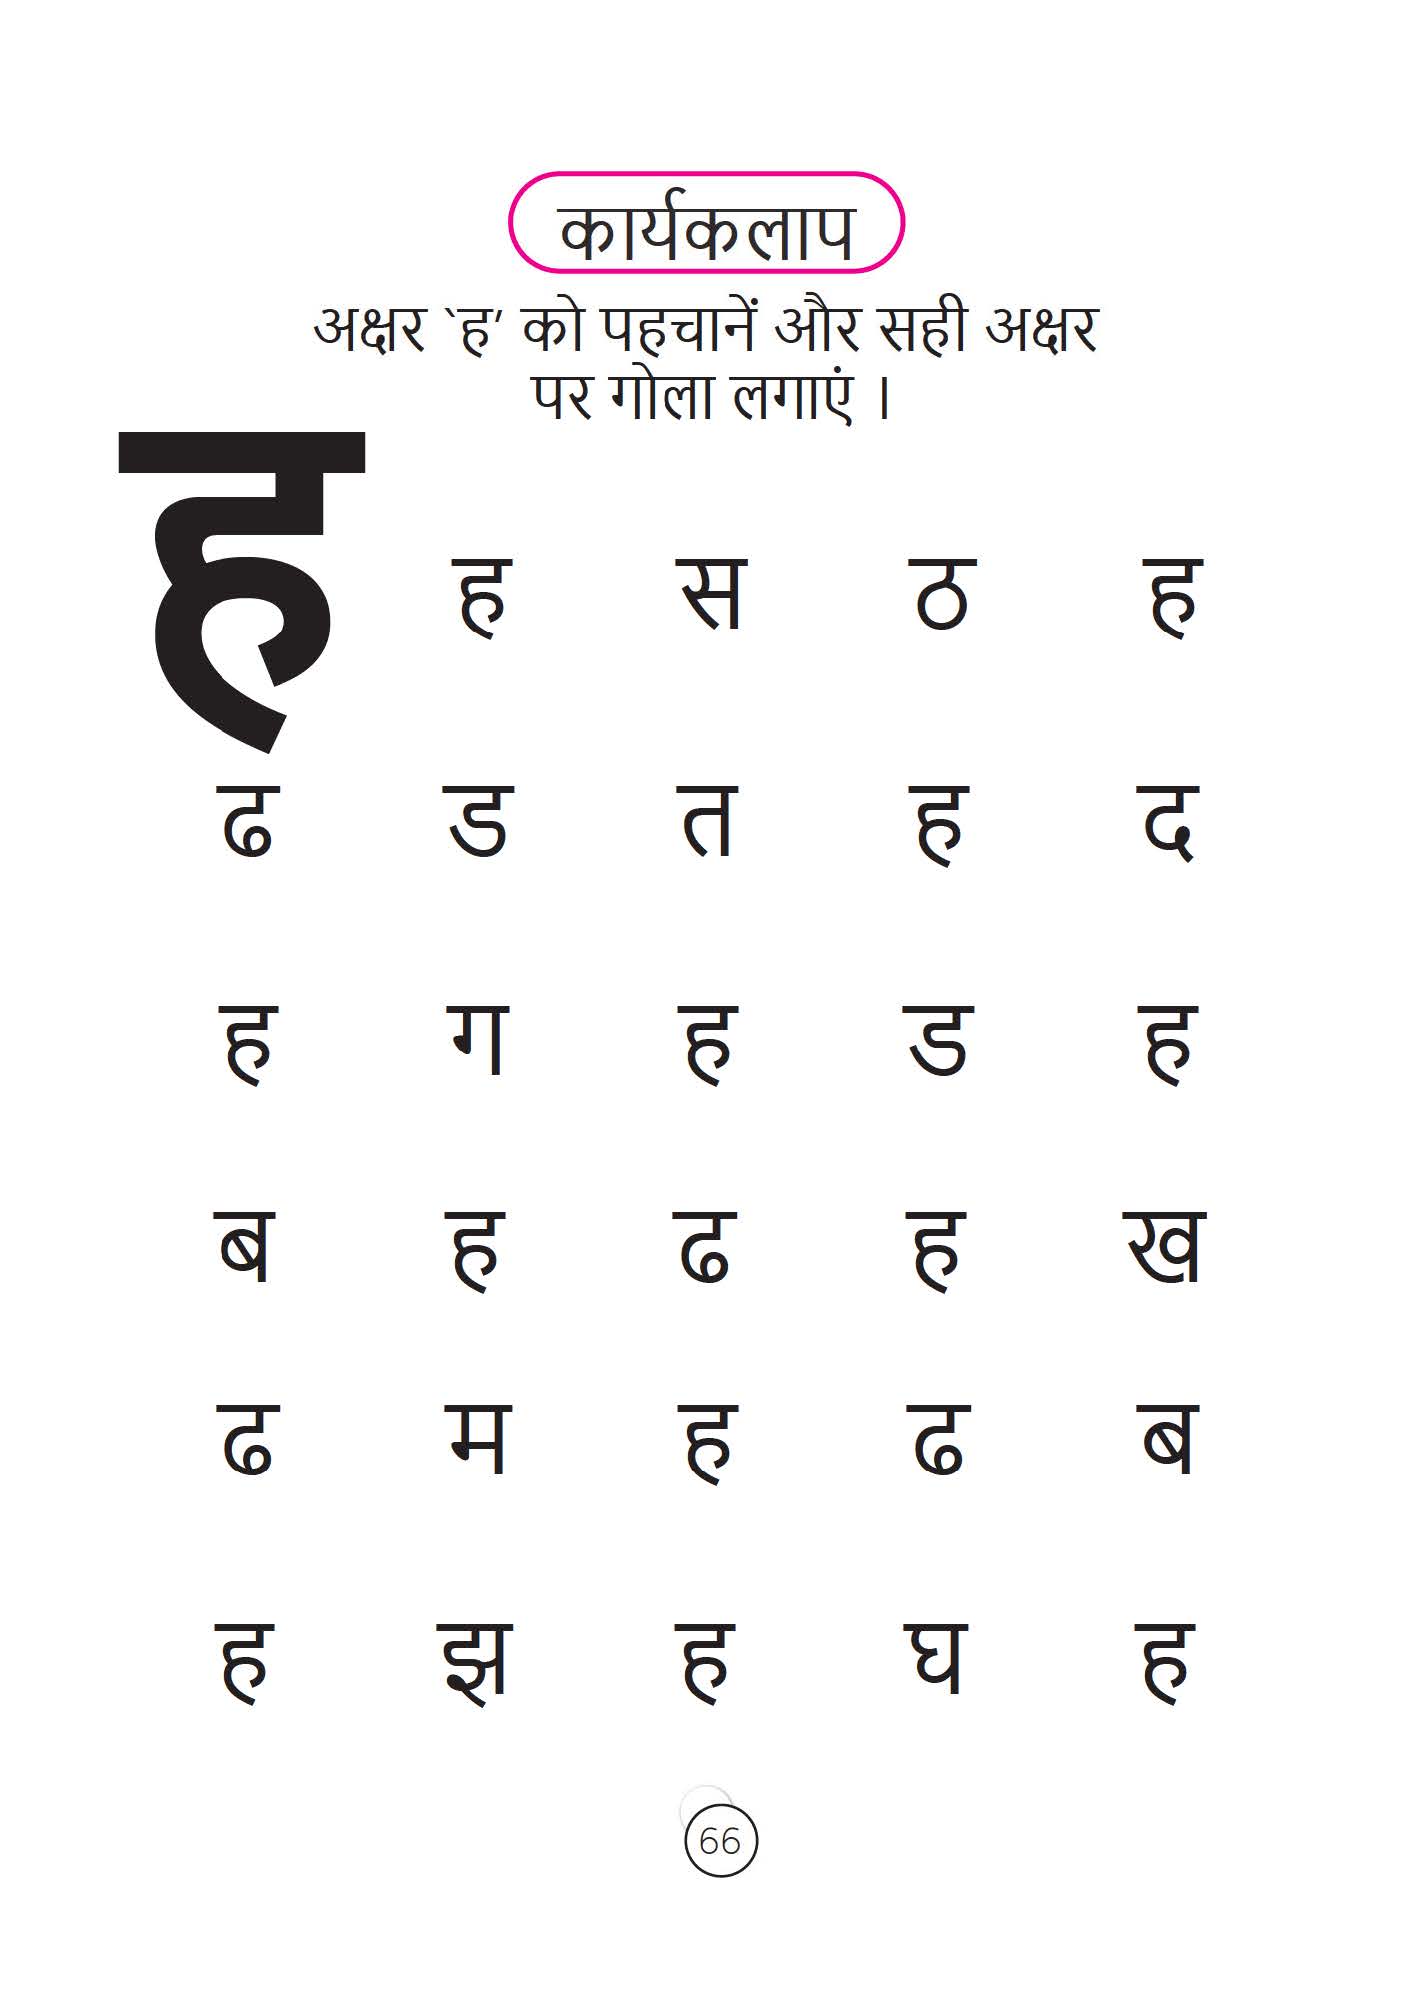 कार्यकलाप
अक्षर `ह' को पहचानें और सही अक्षर
पर गोला लगाएं ।
ह
ह स ठ ह
ढ ड त ह द
ह ग ह ड ह
ब ह ढ ह ख
ढ म ह ढ ब
ह झ ह घ ह
66